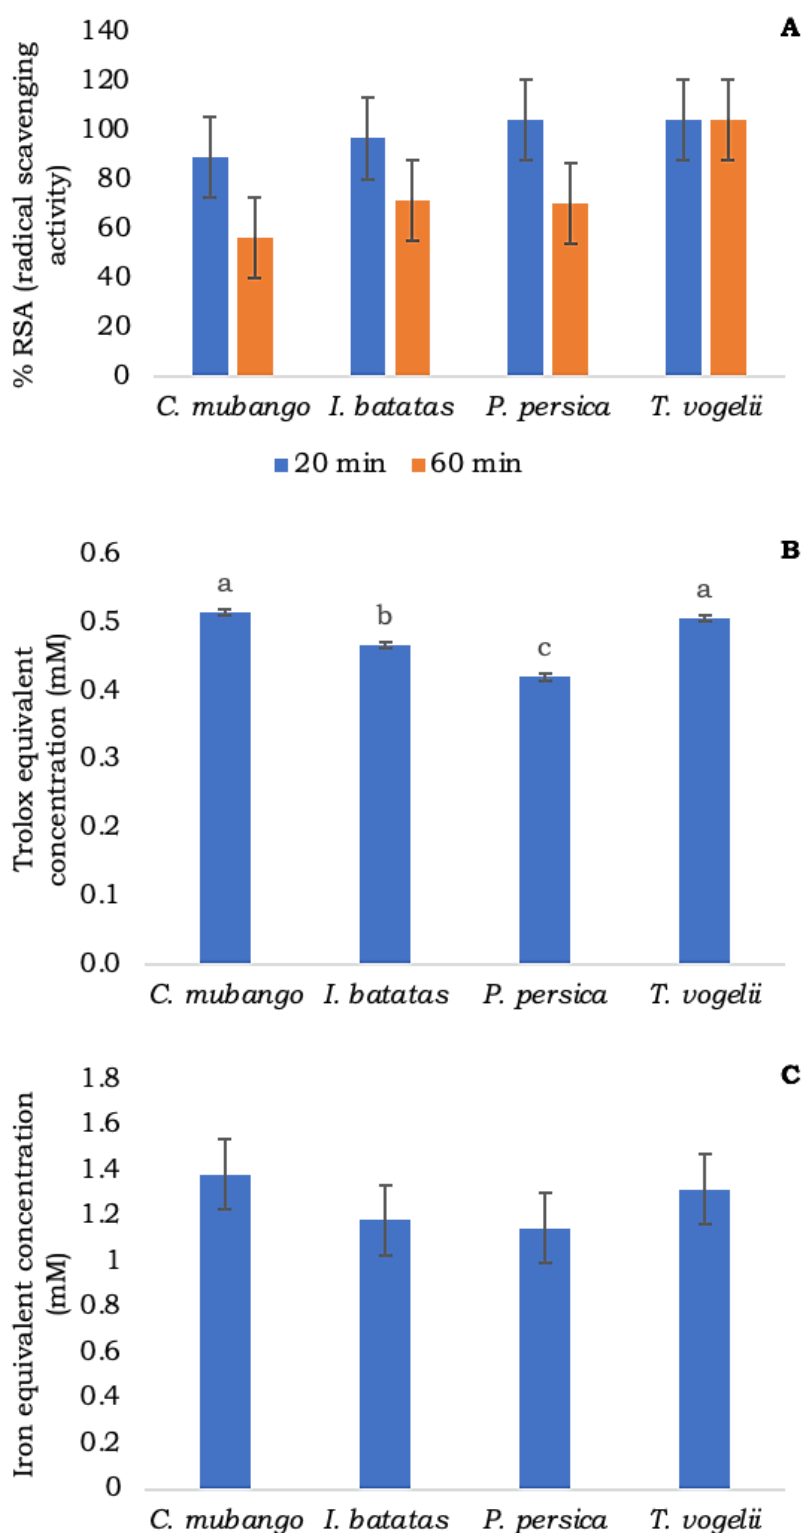 A
% RSA (radical scavenging
activity)
140
120
100
80
60
40
20
0
C. mubango I. batatas P. persica T. vogelii
20 min 60 min
B
Trolox equivalent
concentration (mM)
0.6
0.5
0.4
0.3
0.2
0.1
0.0
a
b
c
a
C. mubango I. batatas P. persica T. vogelii
C
Iron equivalent concentration
(mM)
1.8
1.6
1.4
1.2
1
0.8
0.6
0.4
0.2
0
C. mubango I. batatas P. persica T. vogelii